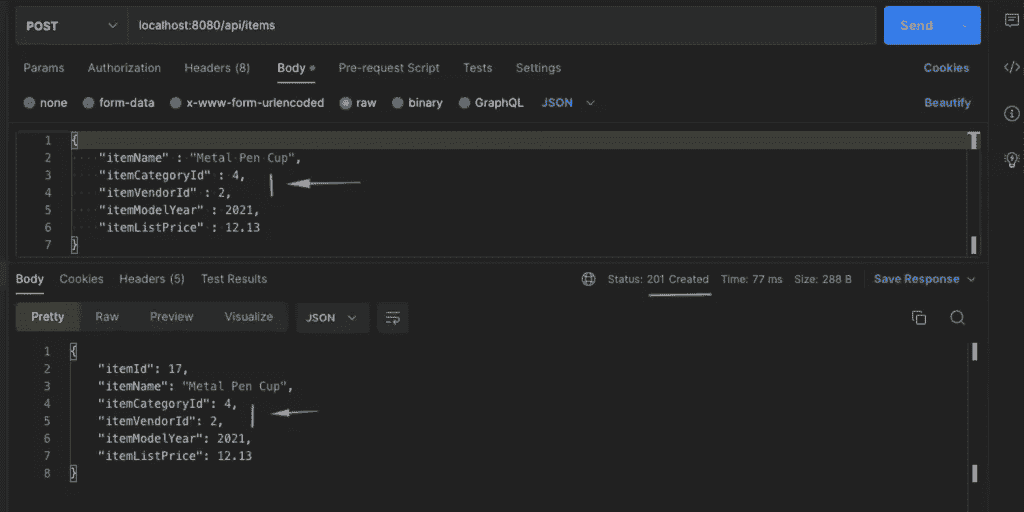 POST localhost:8080/api/items Send
Params Authorization Headers (8) Body Pre-request Script Tests Settings Cookies
none form-data x-www-form-urlencoded raw binary GraphQL JSON Beautify
1 {
2 "itemName" : "Metal Pen Cup",
3 "itemCategoryId" : 4,
4 "itemVendorId" : 2,
5 "itemModelYear" : 2021,
6 "itemListPrice" : 12.13
7 }
Body Cookies Headers (5) Test Results Status: 201 Created Time: 77 ms Size: 288 B Save Response
Pretty Raw Preview Visualize JSON
1 {
2 "itemId": 17,
3 "itemName": "Metal Pen Cup",
4 "itemCategoryId": 4,
5 "itemVendorId": 2,
6 "itemModelYear": 2021,
7 "itemListPrice": 12.13
8 }